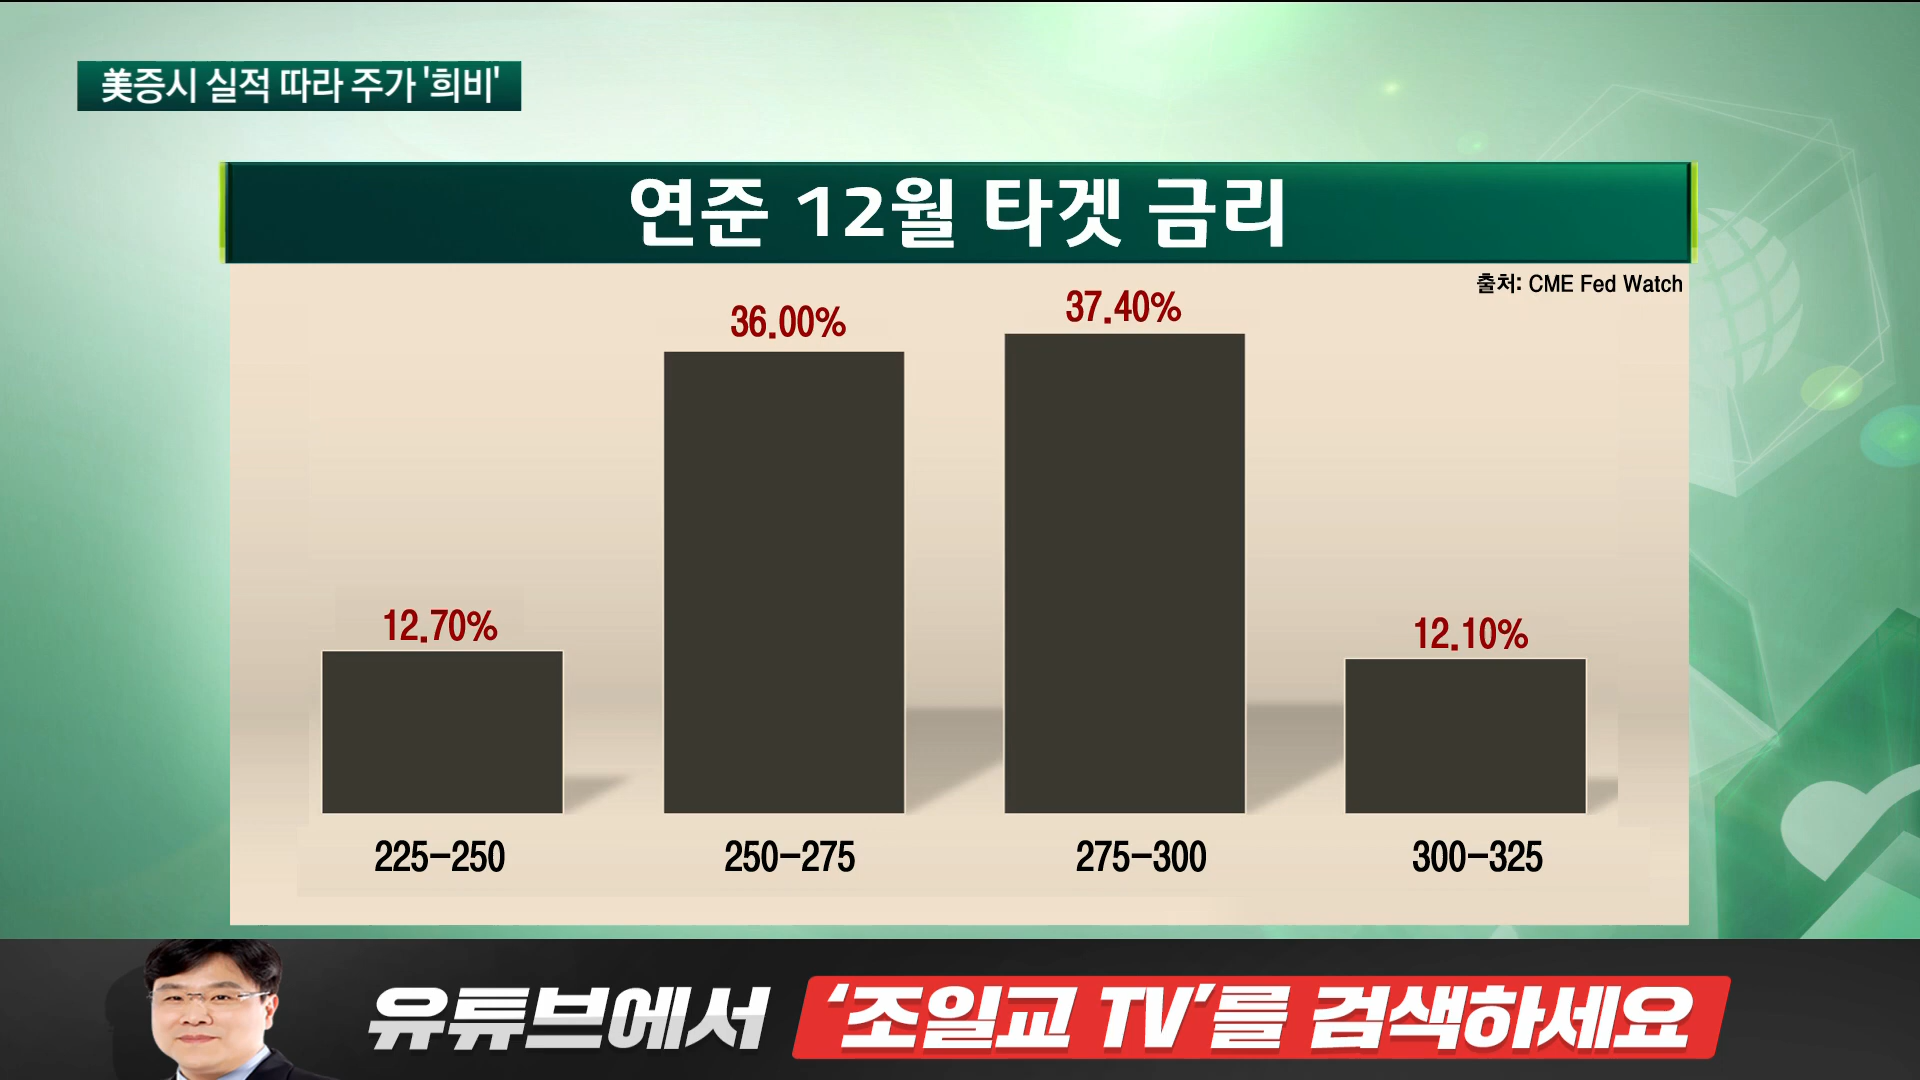 美증시 실적 따라 주가 '희비'
연준 12월 타겟 금리
출처: CME Fed Watch
12.70% 36.00% 37.40% 12.10%
225-250 250-275 275-300 300-325
유튜브에서 '조일교 TV'를 검색하세요